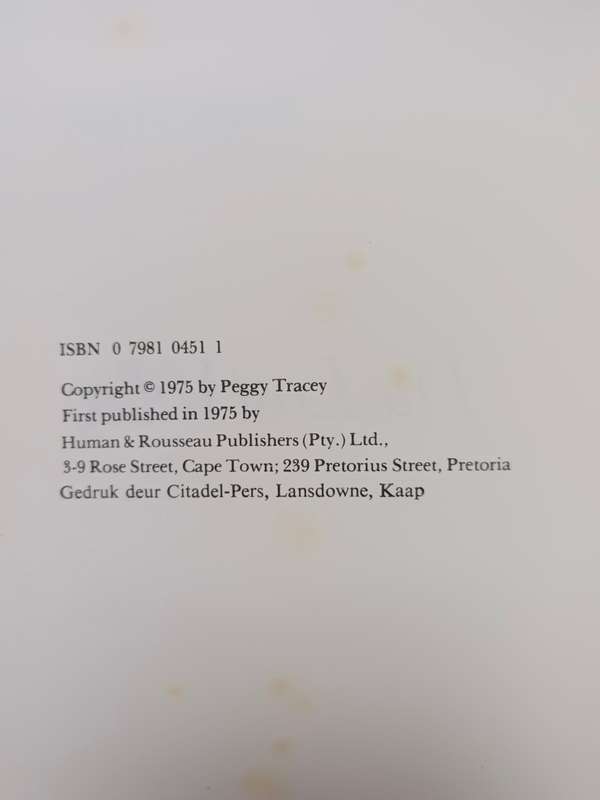 ISBN 0 7981 0451 1
Copyright © 1975 by Peggy Tracey
First published in 1975 by
Human & Rousseau Publishers (Pty.) Ltd.,
3-9 Rose Street, Cape Town; 239 Pretorius Street, Pretoria
Gedruk deur Citadel-Pers, Lansdowne, Kaap